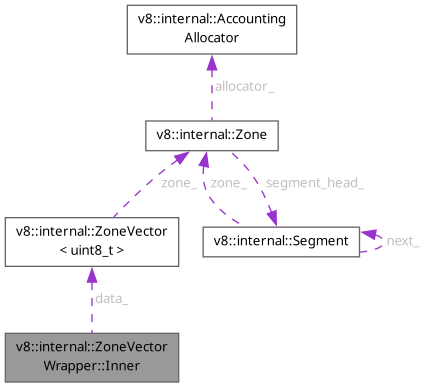 v8::internal::Accounting
Allocator
allocator_
v8::internal::Zone
zone_
zone_
segment_head_
v8::internal::ZoneVector
< uint8_t >
v8::internal::Segment
next_
data_
v8::internal::ZoneVector
Wrapper::Inner